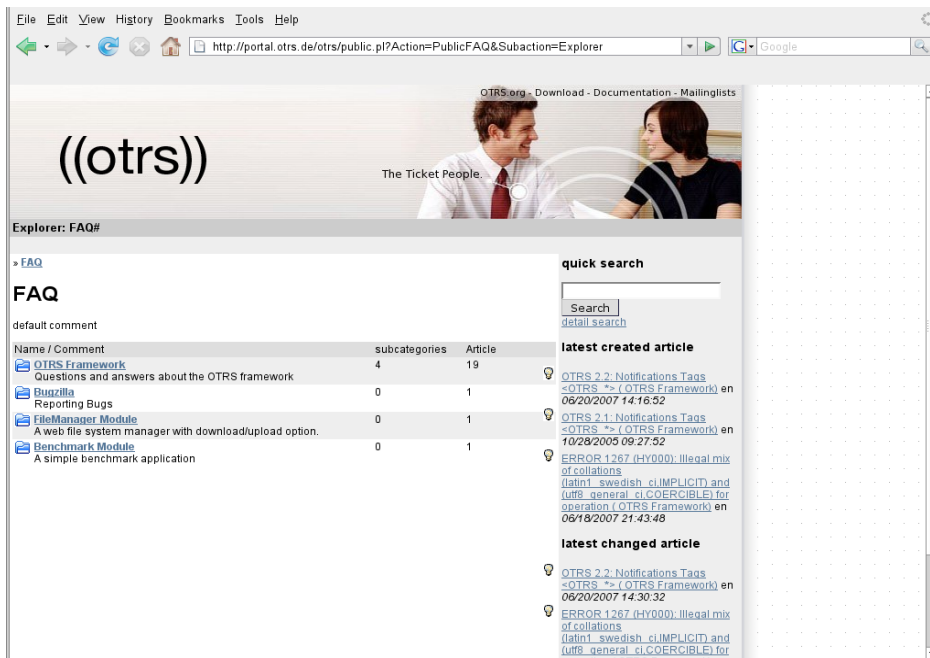 File Edit View History Bookmarks Tools Help
http://portal.otrs.de/otrs/public.pl?Action=PublicFAQ&Subaction=Explorer
G Google
OTRS.org - Download - Documentation - Mailinglists
((otrs))
The Ticket People.
Explorer: FAQ#
» FAQ
FAQ
default comment
Name / Comment subcategories Article
OTRS Framework 4 19
Questions and answers about the OTRS framework
Bugzilla 0 1
Reporting Bugs
FileManager Module 0 1
A web file system manager with download/upload option.
Benchmark Module 0 1
A simple benchmark application
quick search
Search
detail search
latest created article
OTRS 2.2: Notifications Tags
<OTRS_*> ( OTRS Framework) en
06/20/2007 14:16:52
OTRS 2.1: Notifications Tags
<OTRS_*> ( OTRS Framework) en
10/28/2005 09:27:52
ERROR 1267 (HY000): Illegal mix
of collations
(latin1_swedish_ci,IMPLICIT) and
(utf8_general_ci,COERCIBLE) for
operation ( OTRS Framework) en
06/18/2007 21:43:48
latest changed article
OTRS 2.2: Notifications Tags
<OTRS_*> ( OTRS Framework) en
06/20/2007 14:30:32
ERROR 1267 (HY000): Illegal mix
of collations
(latin1_swedish_ci,IMPLICIT) and
(utf8_general_ci,COERCIBLE) for